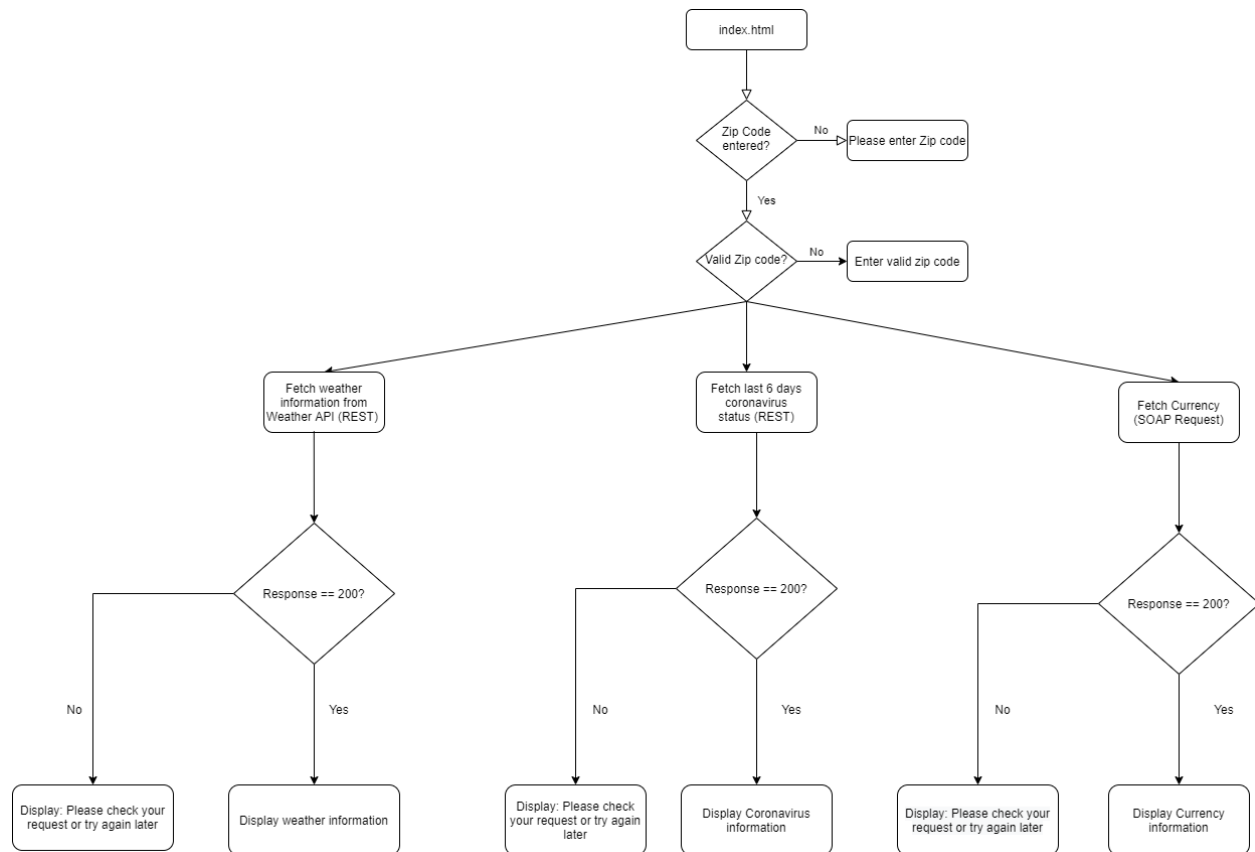 index.html
Zip Code
entered?
No
Please enter Zip code
Yes
Valid Zip code?
No
Enter valid zip code
Fetch weather
information from
Weather API (REST)
Fetch last 6 days
coronavirus
status (REST)
Fetch Currency
(SOAP Request)
Response == 200?
Response == 200?
Response == 200?
No
Yes
No
Yes
No
Yes
Display: Please check your
request or try again later
Display weather information
Display: Please check
your request or try again
later
Display Coronavirus
information
Display: Please check your
request or try again later
Display Currency
information